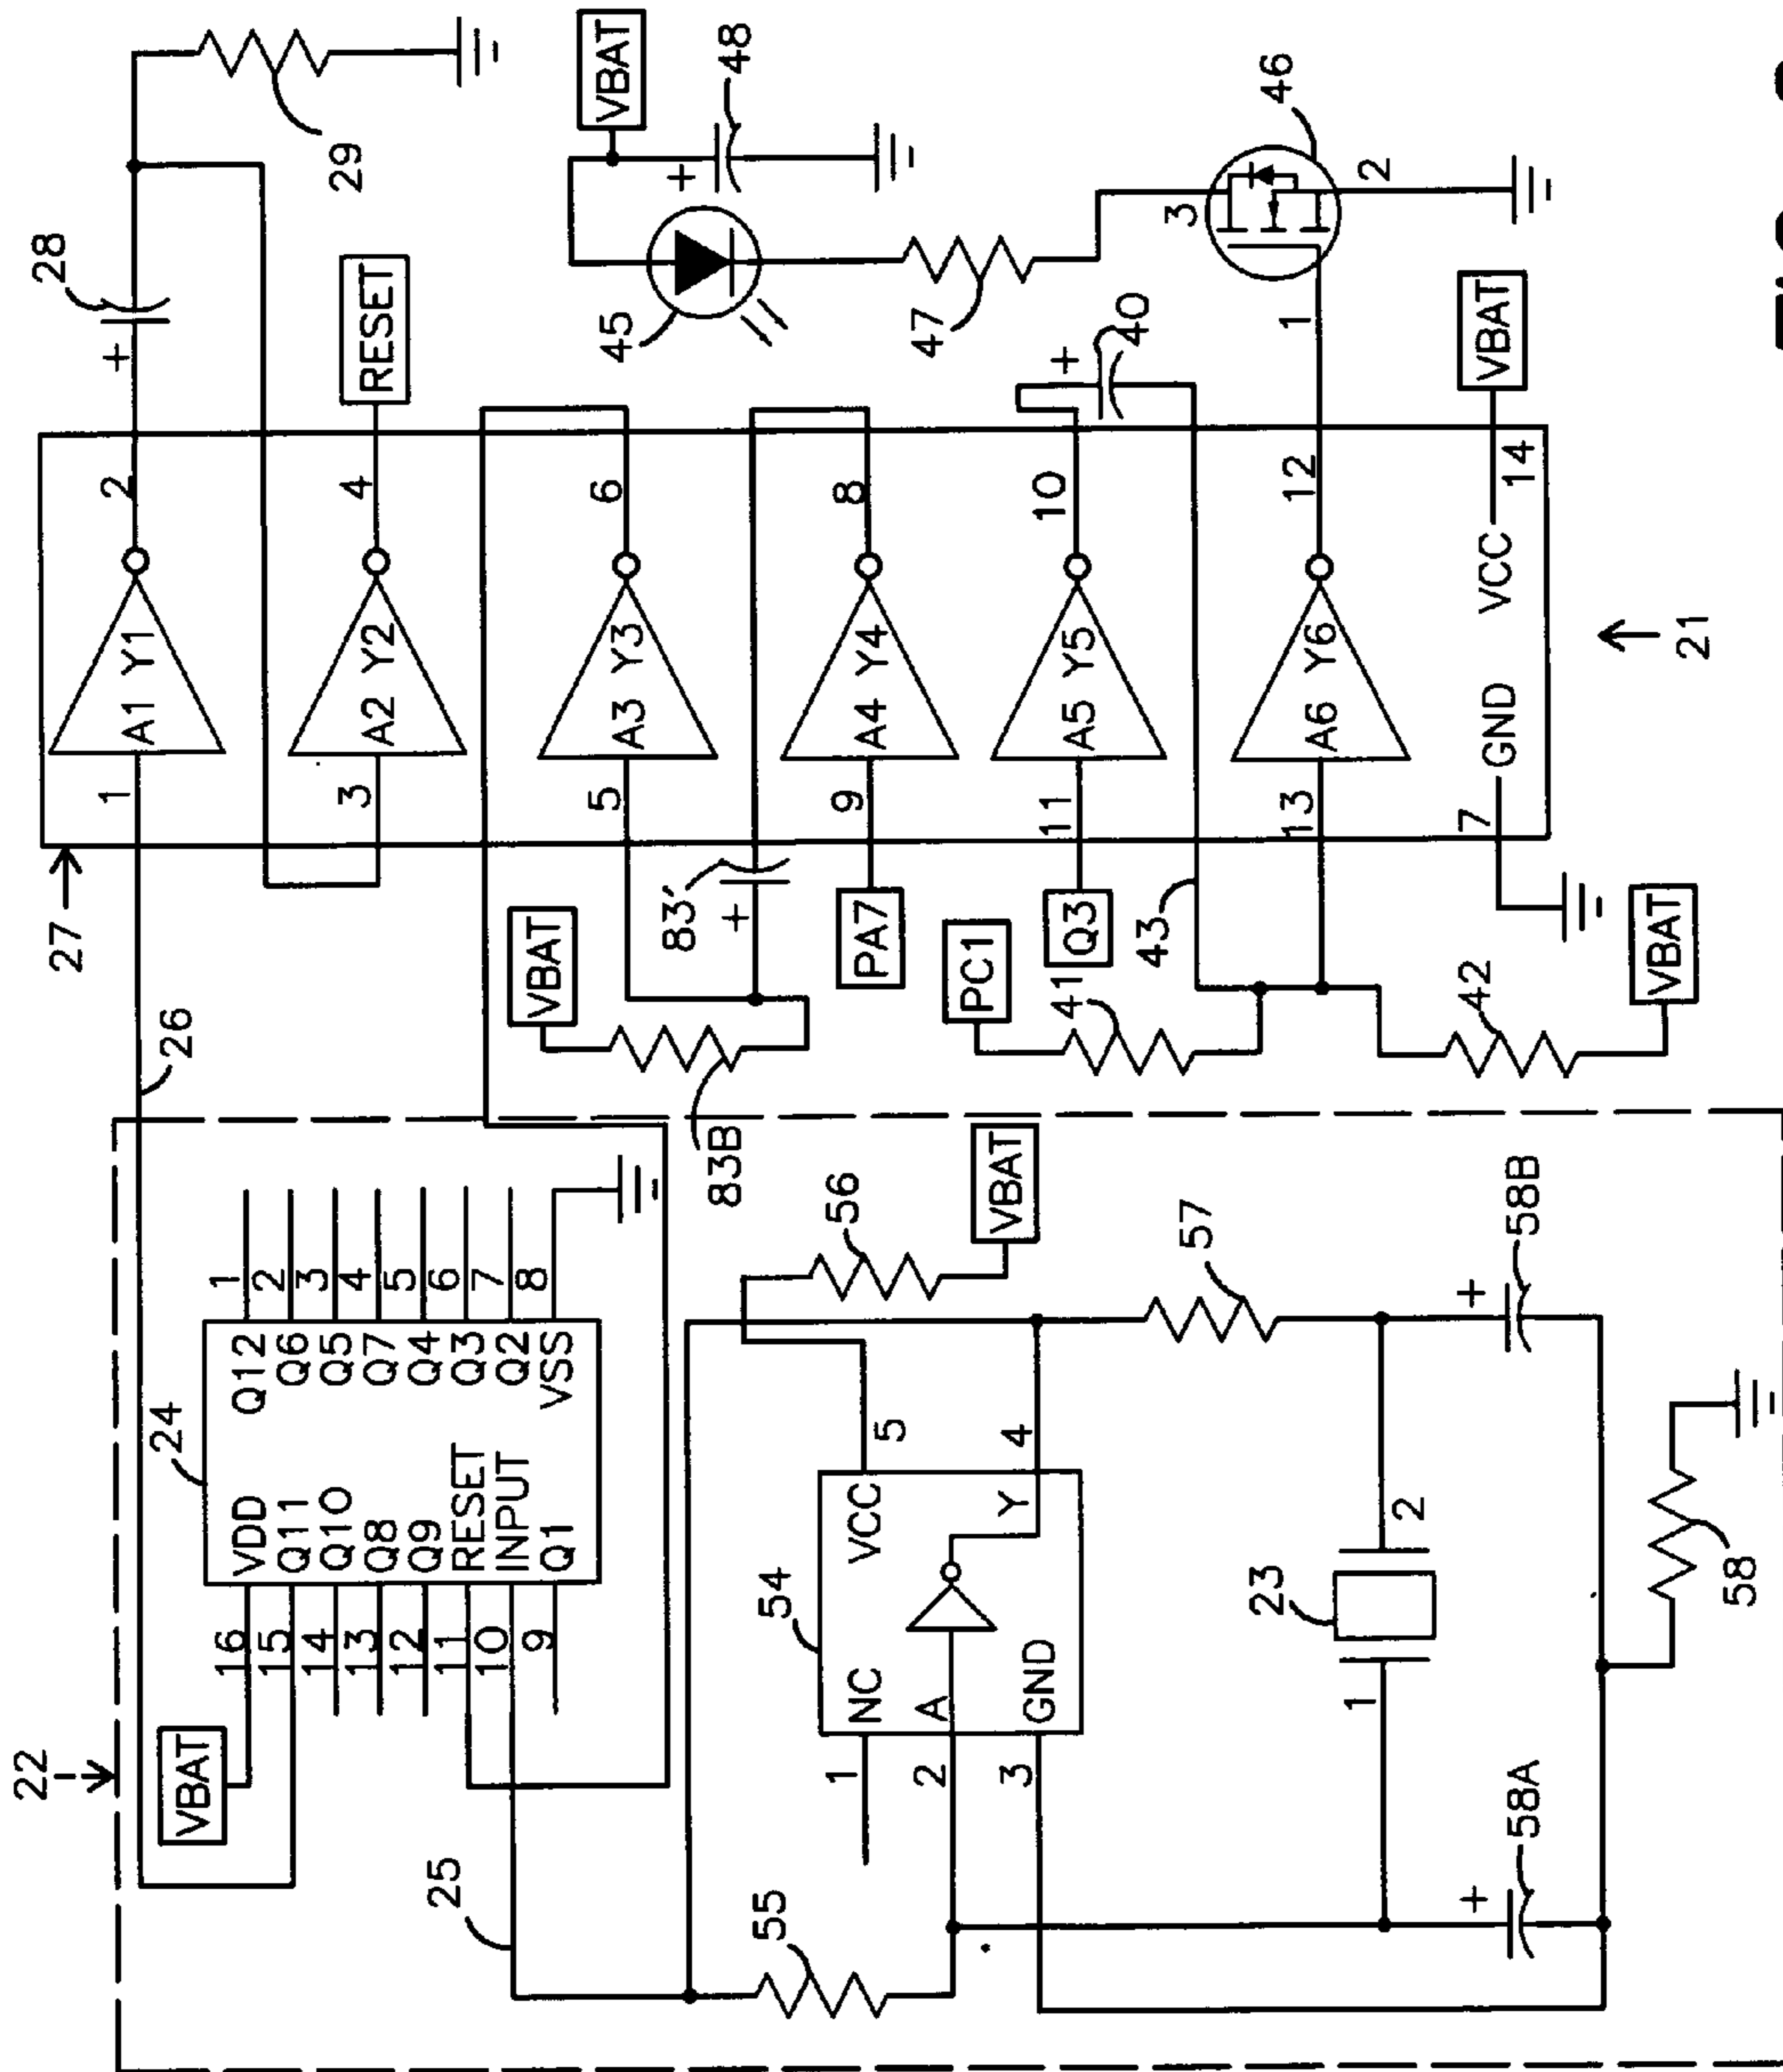 22
VBAT
24
VDD
Q11
Q10
Q8
Q9
RESET
INPUT
Q1
Q12
Q6
Q5
Q7
Q4
Q3
Q2
VSS
16
15
14
13
12
11
10
9
1
2
3
4
5
6
7
8
25
26
27
55
54
NC
A
GND
VCC
Y
1
2
3
5
4
56
VBAT
57
23
1
2
58A
+
58B
+
58
VBAT
83B
83'
+
PA7
PC1
41
Q3
43
42
VBAT
1
A1 Y1
2
3
A2 Y2
4
5
A3 Y3
6
9
A4 Y4
8
11
A5 Y5
10
13
A6 Y6
12
7
GND
VCC
14
VBAT
21
28
+
29
RESET
VBAT
48
+
45
47
40
+
46
1
2
3